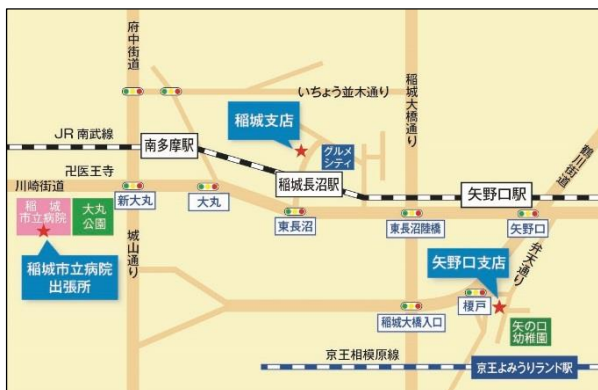 府中街道
いちょう並木通り
稲城大橋通り
鶴川街道
JR 南武線
南多摩駅
稲城支店
グルメ
シティ
卍医王寺
川崎街道
稲城長沼駅
矢野口駅
稲城
市立病院
大丸
公園
新大丸
大丸
東長沼
東長沼陸橋
矢野口
稲城市立病院
出張所
城山通り
矢野口支店
弁天通り
稲城大橋入口
榎戸
矢の口
幼稚園
京王相模原線
京王よみうりランド駅